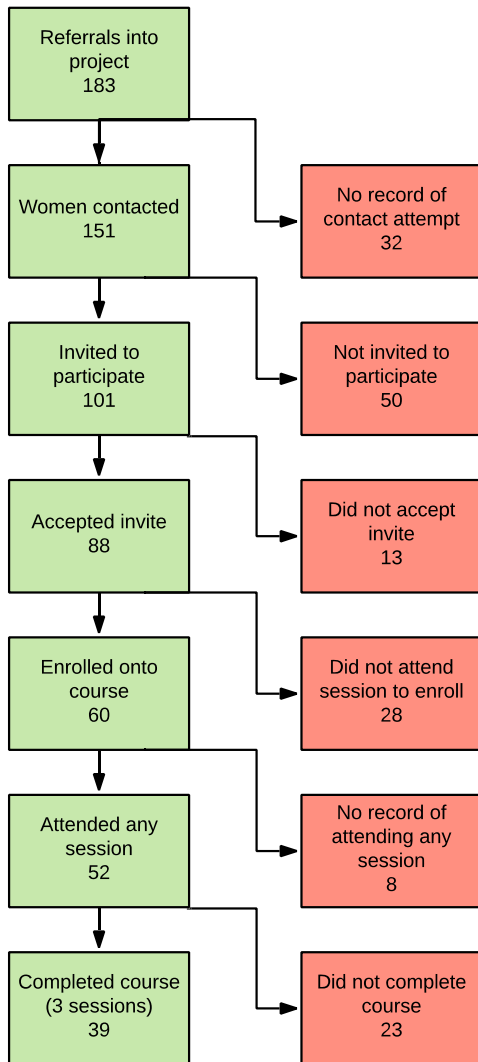 Referrals into
project
183
Women contacted
151
No record of
contact attempt
32
Invited to
participate
101
Not invited to
participate
50
Accepted invite
88
Did not accept
invite
13
Enrolled onto
course
60
Did not attend
session to enroll
28
Attended any
session
52
No record of
attending any
session
8
Completed course
(3 sessions)
39
Did not complete
course
23